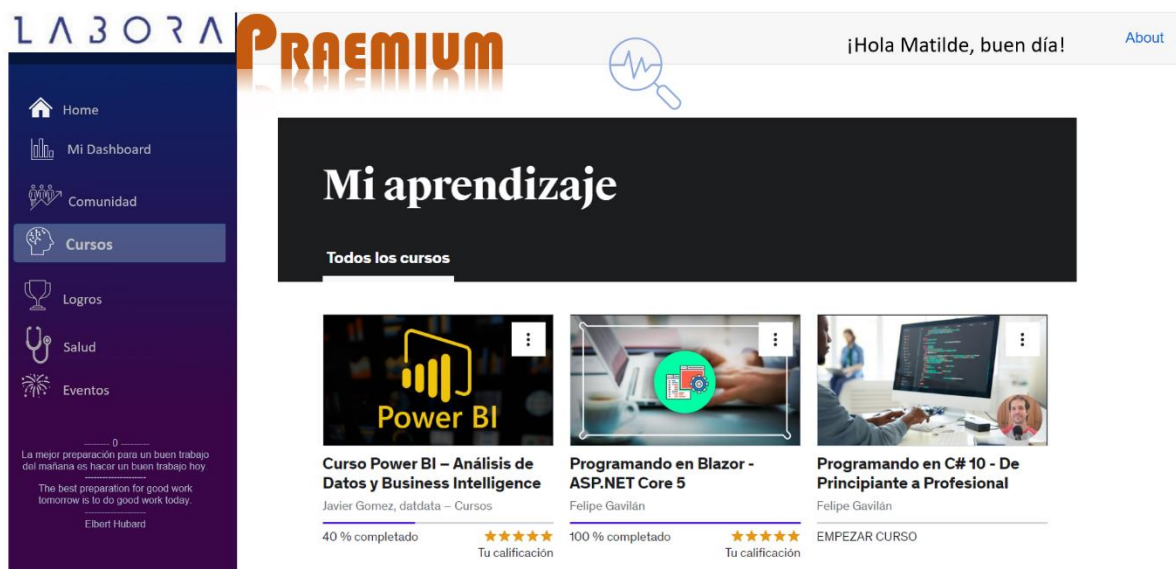 LABORA
PRAEMIUM
¡Hola Matilde, buen día!
About
Home
Mi Dashboard
Comunidad
Cursos
Logros
Salud
Eventos
--------- 0 ----------
La mejor preparación para un buen trabajo
del mañana es hacer un buen trabajo hoy.
The best preparation for good work
tomorrow is to do good work today.
Elbert Hubard
Mi aprendizaje
Todos los cursos
Power BI
Curso Power BI – Análisis de
Datos y Business Intelligence
Javier Gomez, datdata – Cursos
40 % completado
Tu calificación
Programando en Blazor -
ASP.NET Core 5
Felipe Gavilán
100 % completado
Tu calificación
Programando en C# 10 - De
Principiante a Profesional
Felipe Gavilán
EMPEZAR CURSO